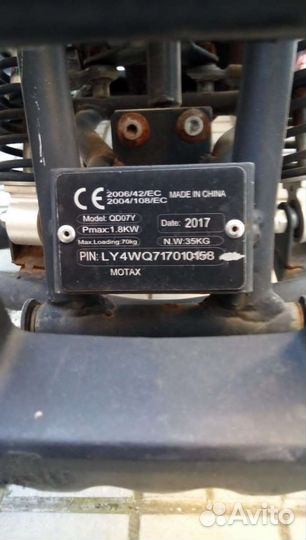 CE 2006/42/EC
2004/108/EC MADE IN CHINA
Model: QD07Y Date: 2017
Pmax:1.8KW
Max.Loading:70kg N.W:35KG
PIN: LY4WQ717010156
MOTAX
Avito